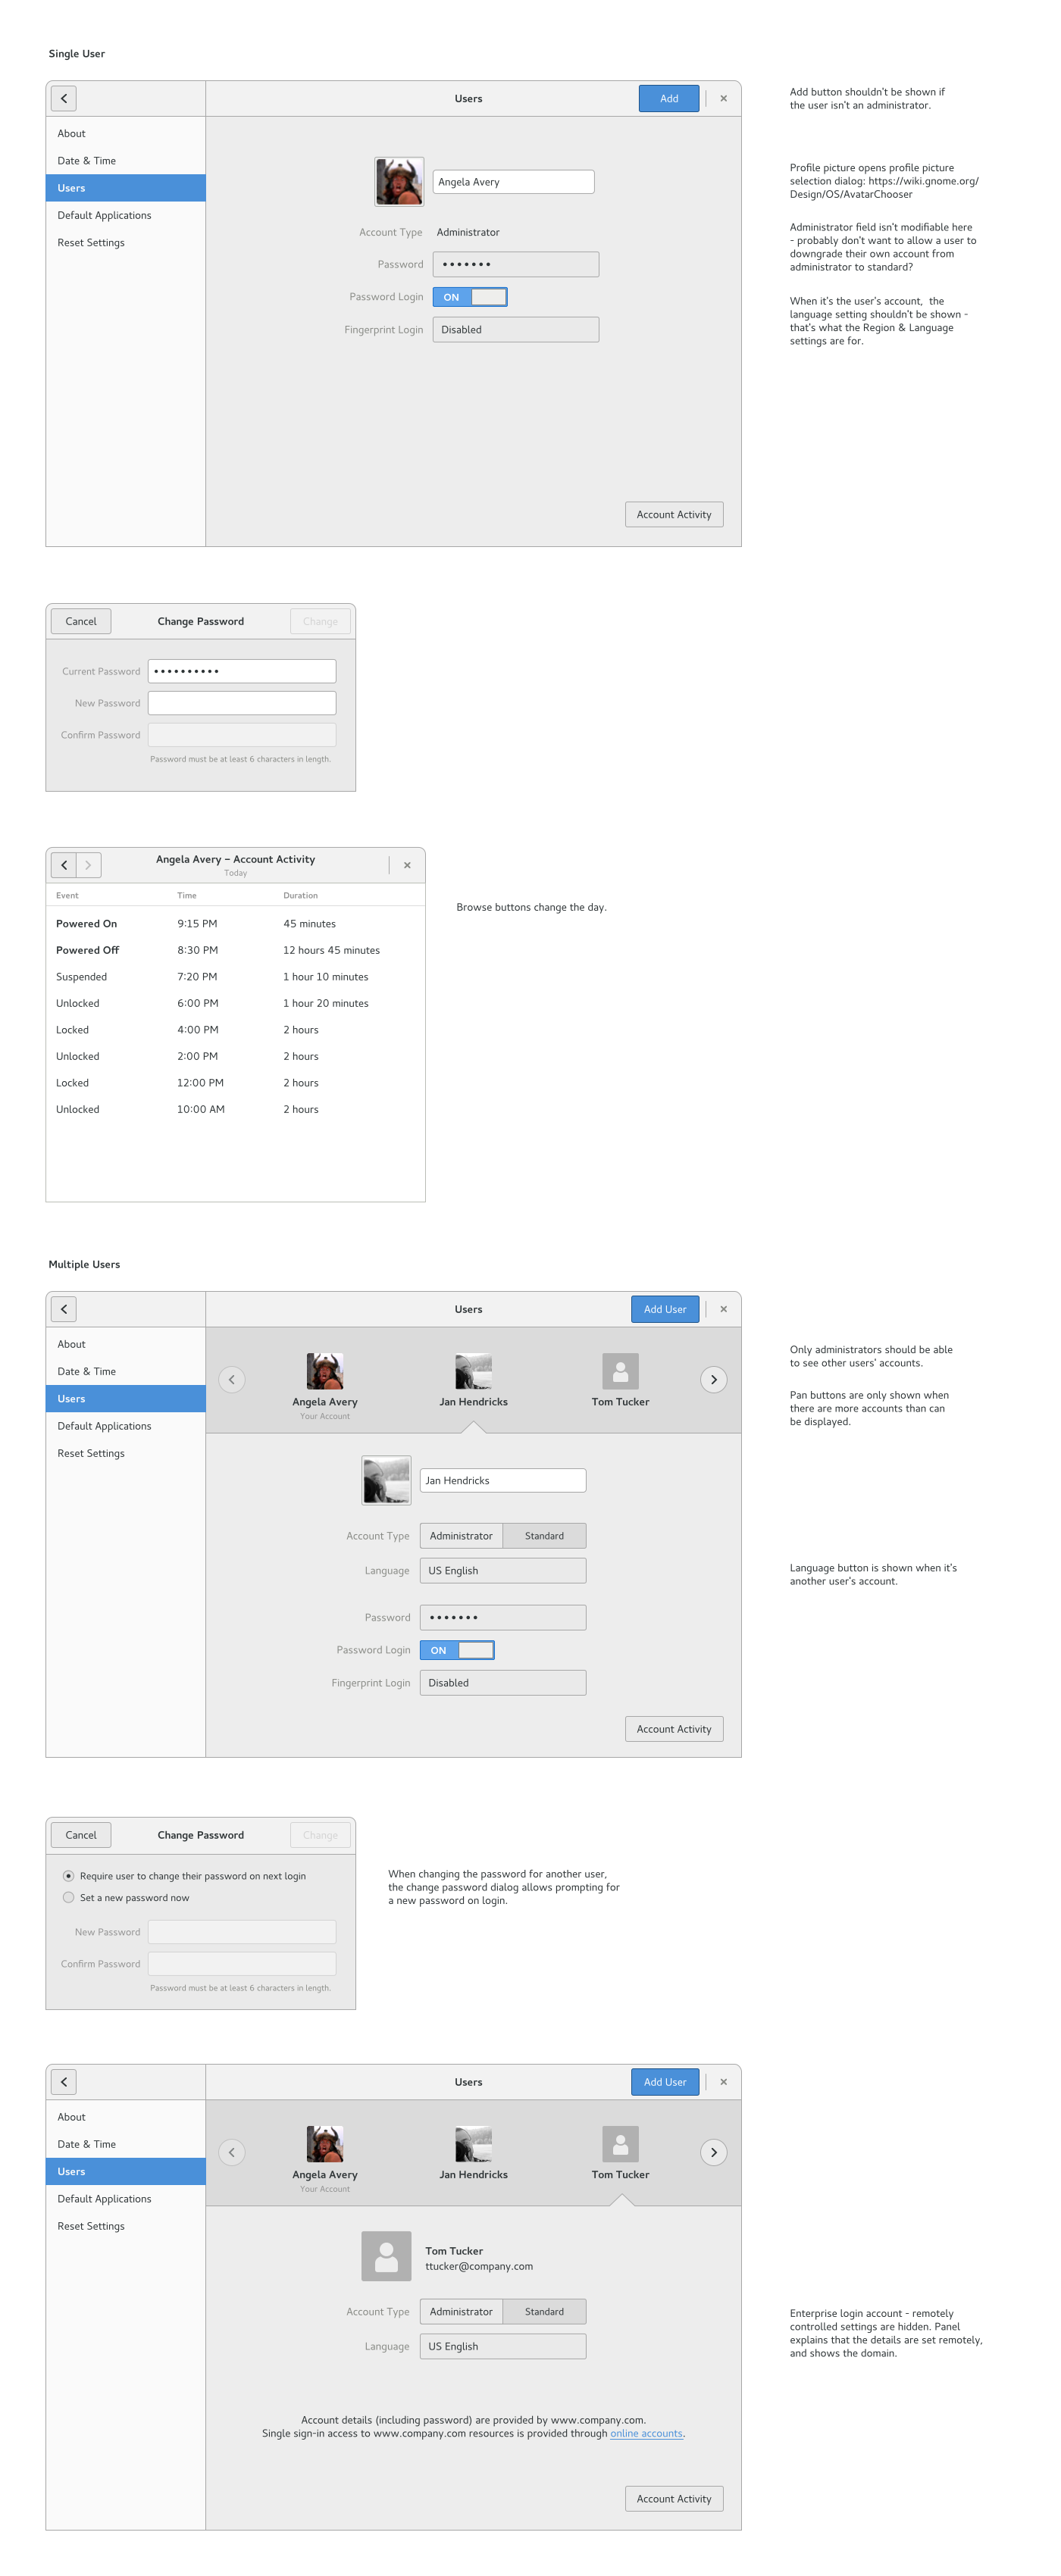 Single User
Users
Add
About
Date & Time
Users
Default Applications
Reset Settings
Angela Avery
Account Type Administrator
Password •••••••
Password Login ON
Fingerprint Login Disabled
Account Activity
Add button shouldn't be shown if
the user isn't an administrator.
Profile picture opens profile picture
selection dialog: https://wiki.gnome.org/
Design/OS/AvatarChooser
Administrator field isn't modifiable here
- probably don't want to allow a user to
downgrade their own account from
administrator to standard?
When it's the user's account, the
language setting shouldn't be shown -
that's what the Region & Language
settings are for.
Cancel Change Password Change
Current Password ••••••••••
New Password
Confirm Password
Password must be at least 6 characters in length.
Angela Avery – Account Activity
Today
Event Time Duration
Powered On 9:15 PM 45 minutes
Powered Off 8:30 PM 12 hours 45 minutes
Suspended 7:20 PM 1 hour 10 minutes
Unlocked 6:00 PM 1 hour 20 minutes
Locked 4:00 PM 2 hours
Unlocked 2:00 PM 2 hours
Locked 12:00 PM 2 hours
Unlocked 10:00 AM 2 hours
Browse buttons change the day.
Multiple Users
Users
Add User
About
Date & Time
Users
Default Applications
Reset Settings
Angela Avery Jan Hendricks Tom Tucker
Your Account
Jan Hendricks
Account Type Administrator Standard
Language US English
Password •••••••
Password Login ON
Fingerprint Login Disabled
Account Activity
Only administrators should be able
to see other users' accounts.
Pan buttons are only shown when
there are more accounts than can
be displayed.
Language button is shown when it's
another user's account.
Cancel Change Password Change
Require user to change their password on next login
Set a new password now
New Password
Confirm Password
Password must be at least 6 characters in length.
When changing the password for another user,
the change password dialog allows prompting for
a new password on login.
Users
Add User
About
Date & Time
Users
Default Applications
Reset Settings
Angela Avery Jan Hendricks Tom Tucker
Your Account
Tom Tucker
ttucker@company.com
Account Type Administrator Standard
Language US English
Account details (including password) are provided by www.company.com.
Single sign-in access to www.company.com resources is provided through online accounts.
Account Activity
Enterprise login account - remotely
controlled settings are hidden. Panel
explains that the details are set remotely,
and shows the domain.